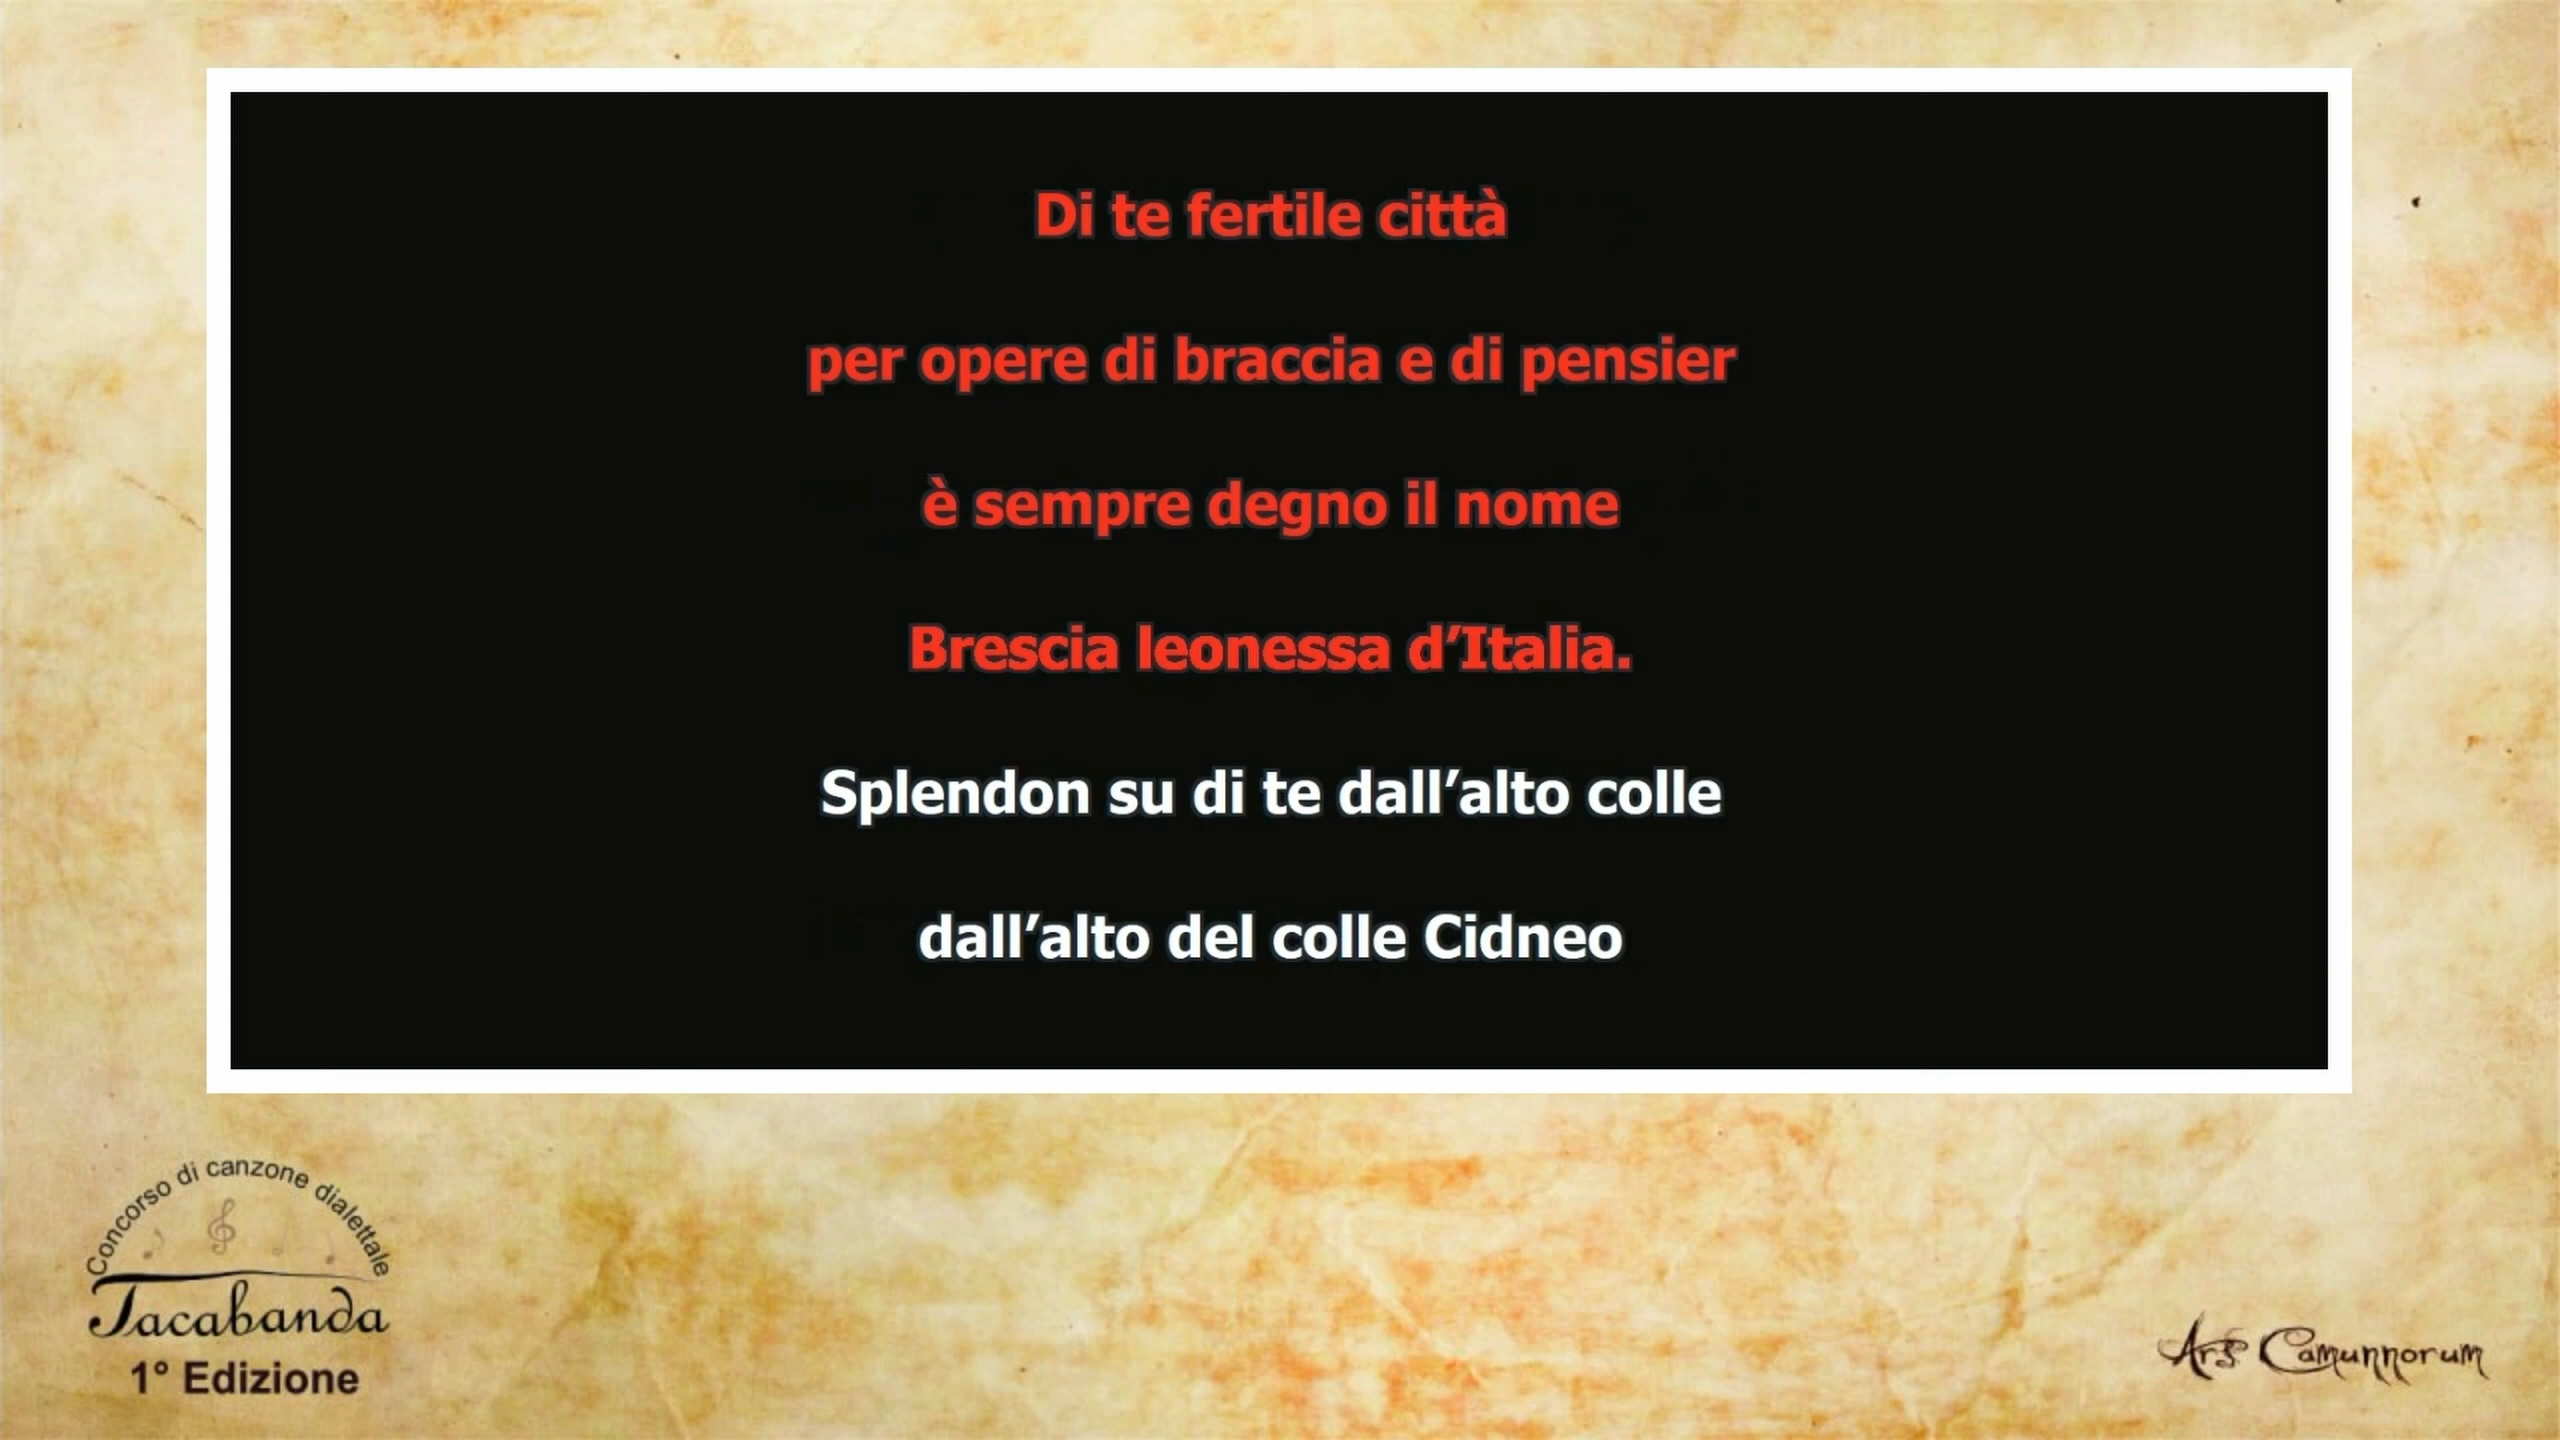 Di te fertile città
per opere di braccia e di pensier
è sempre degno il nome
Brescia leonessa d’Italia.
Splendon su di te dall’alto colle
dall’alto del colle Cidneo
Concorso di canzone dialettale
Tacabanda
1° Edizione
Ars Camunnorum